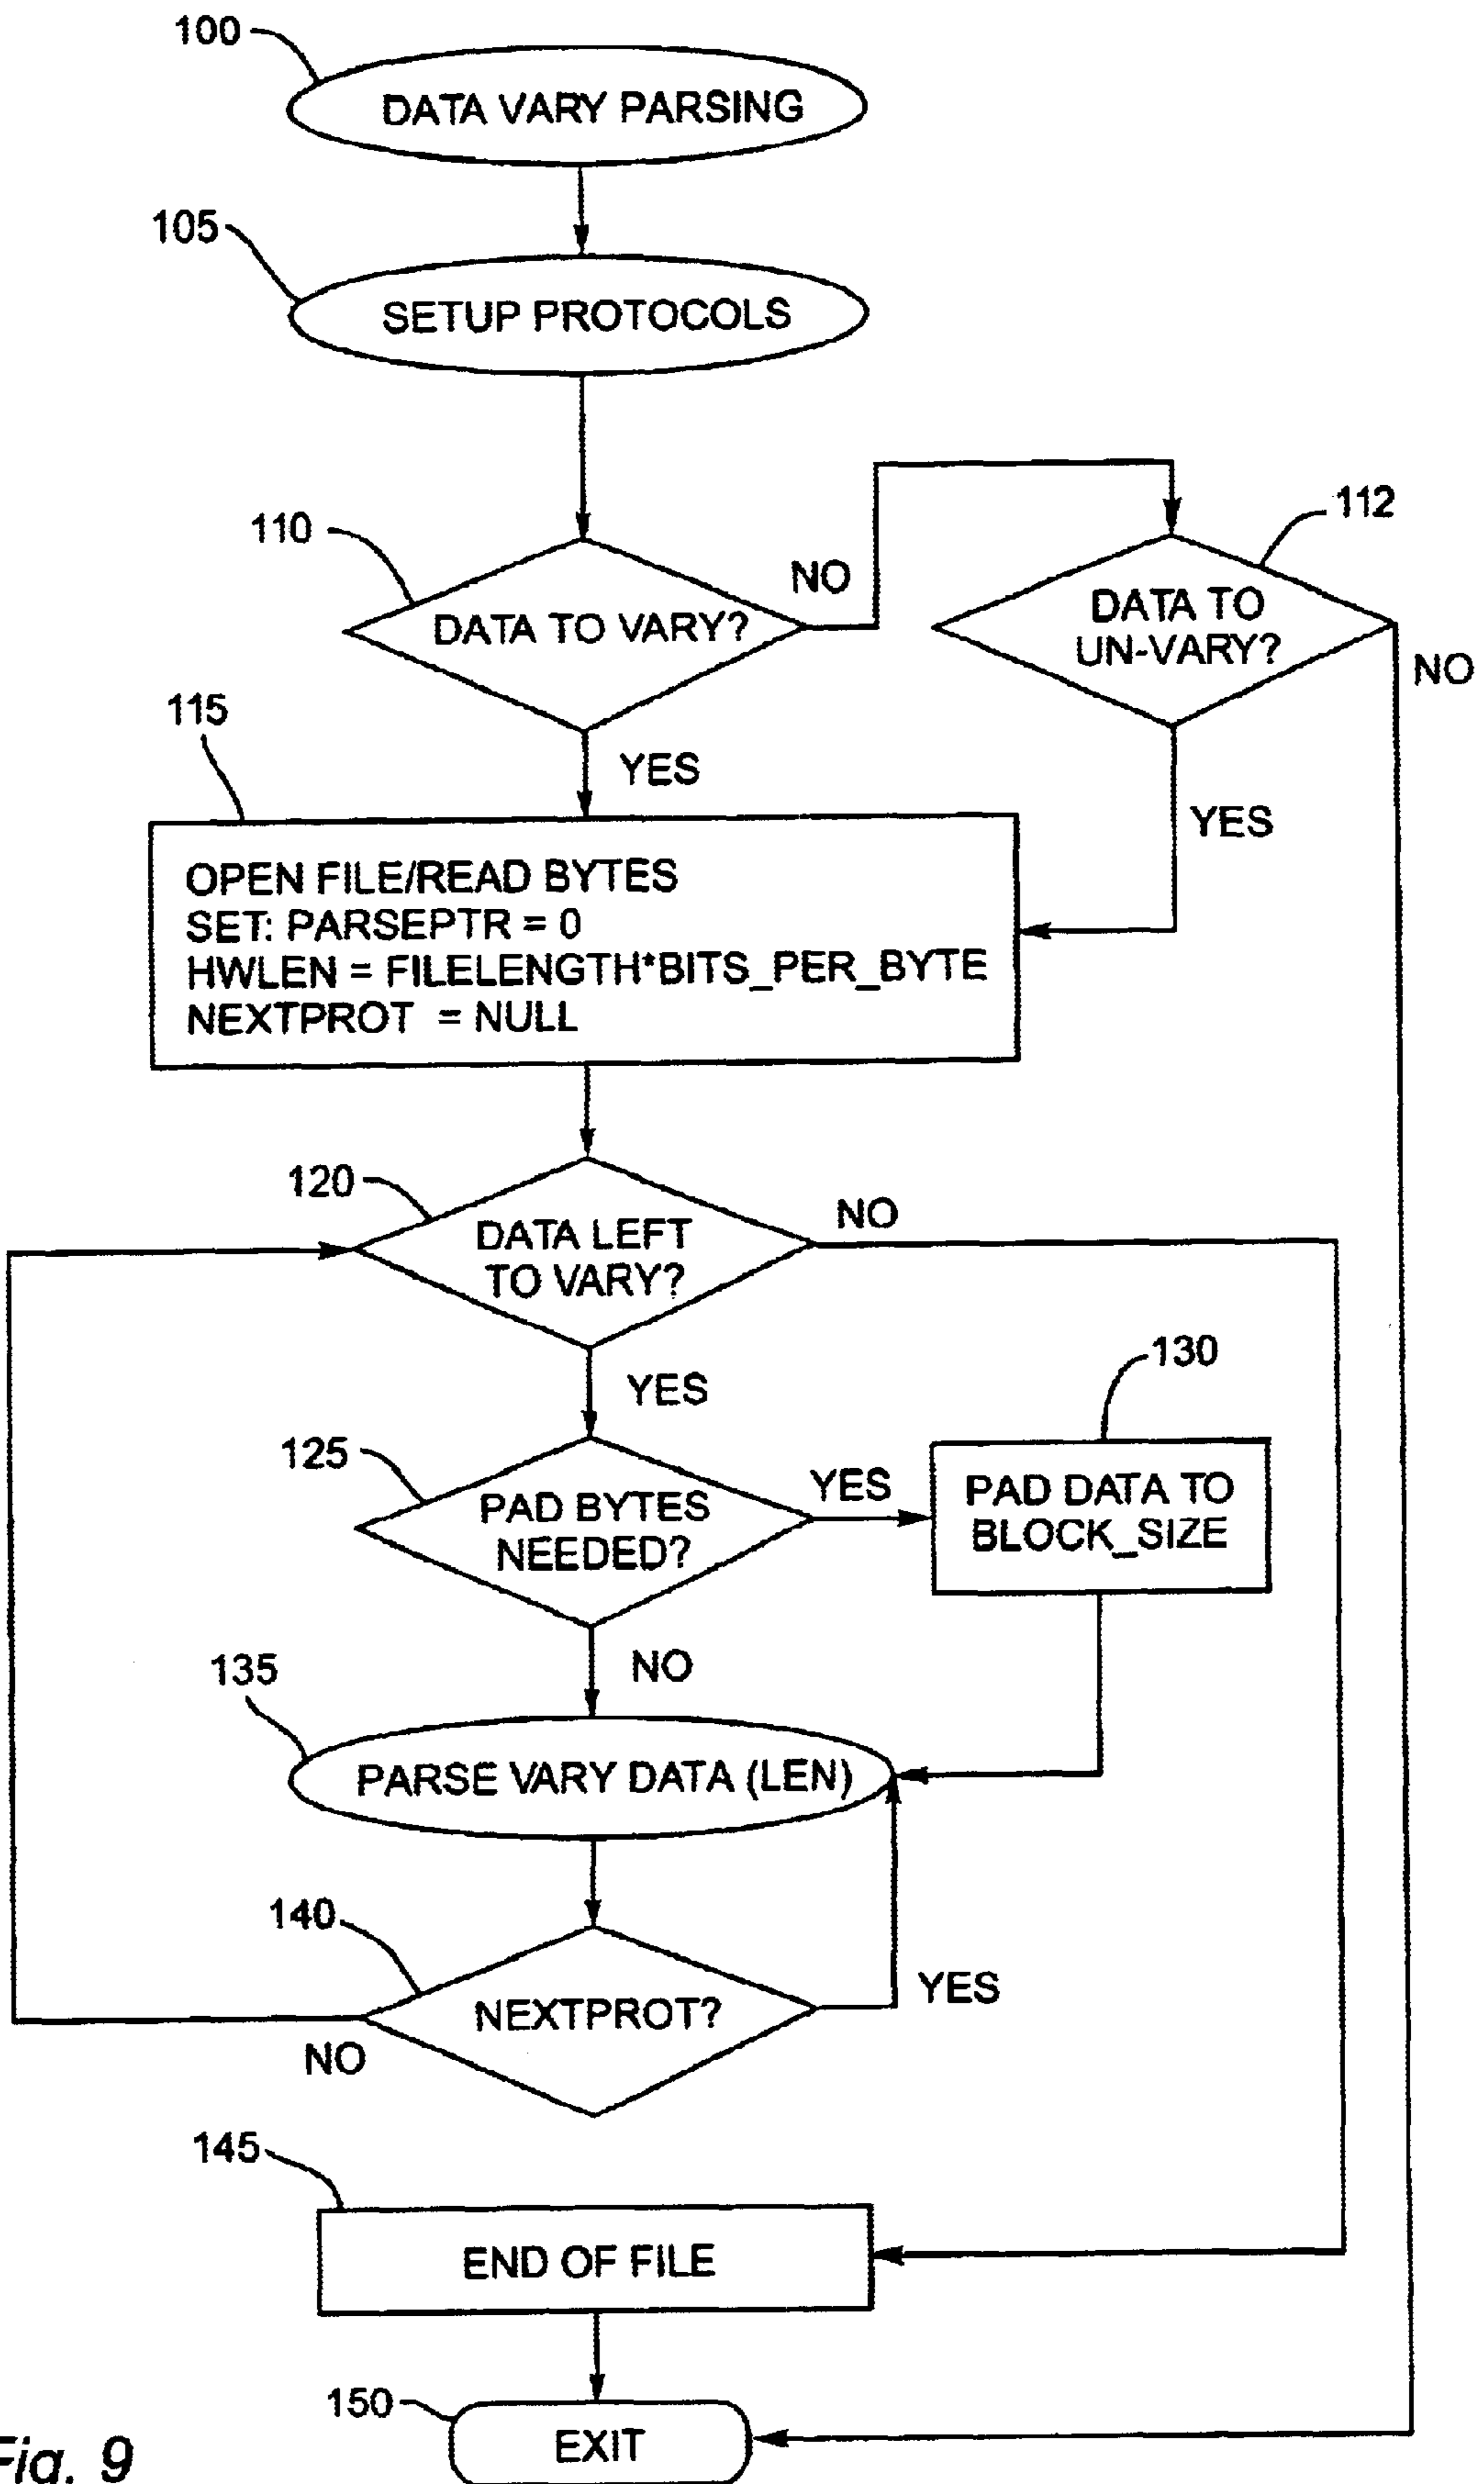 100
DATA VARY PARSING
105
SETUP PROTOCOLS
110
DATA TO VARY?
NO
112
DATA TO
UN-VARY?
NO
115
YES
YES
OPEN FILE/READ BYTES
SET: PARSEPTR = 0
HWLEN = FILELENGTH*BITS_PER_BYTE
NEXTPROT = NULL
120
DATA LEFT
TO VARY?
NO
YES
125
PAD BYTES
NEEDED?
YES
130
PAD DATA TO
BLOCK_SIZE
NO
135
PARSE VARY DATA (LEN)
140
NEXTPROT?
YES
NO
145
END OF FILE
150
EXIT
Fig. 9